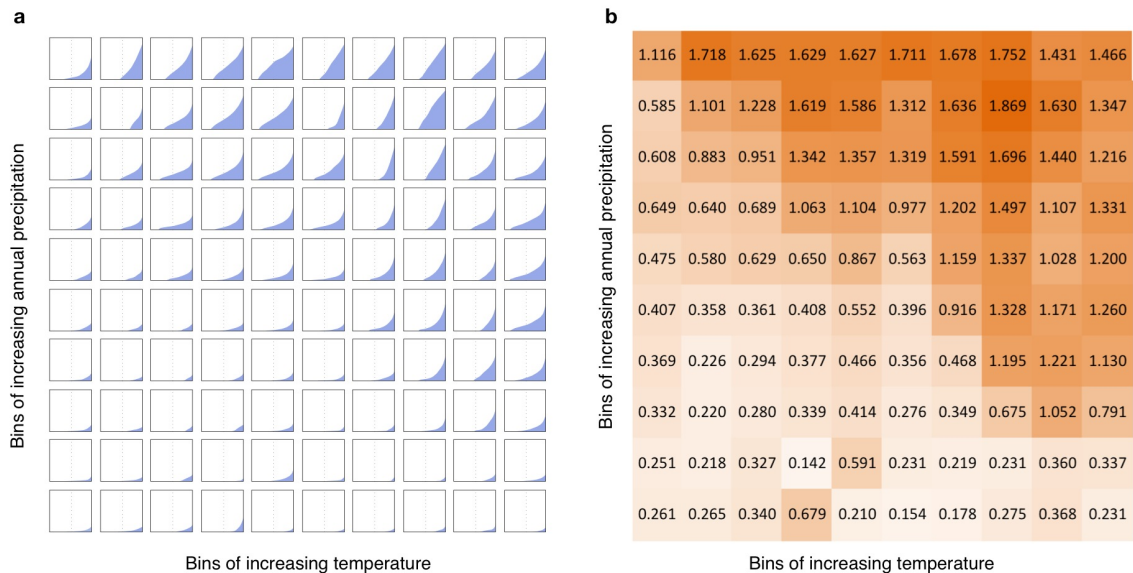 a
Bins of increasing annual precipitation
Bins of increasing temperature
b
Bins of increasing annual precipitation
1.116 1.718 1.625 1.629 1.627 1.711 1.678 1.752 1.431 1.466
0.585 1.101 1.228 1.619 1.586 1.312 1.636 1.869 1.630 1.347
0.608 0.883 0.951 1.342 1.357 1.319 1.591 1.696 1.440 1.216
0.649 0.640 0.689 1.063 1.104 0.977 1.202 1.497 1.107 1.331
0.475 0.580 0.629 0.650 0.867 0.563 1.159 1.337 1.028 1.200
0.407 0.358 0.361 0.408 0.552 0.396 0.916 1.328 1.171 1.260
0.369 0.226 0.294 0.377 0.466 0.356 0.468 1.195 1.221 1.130
0.332 0.220 0.280 0.339 0.414 0.276 0.349 0.675 1.052 0.791
0.251 0.218 0.327 0.142 0.591 0.231 0.219 0.231 0.360 0.337
0.261 0.265 0.340 0.679 0.210 0.154 0.178 0.275 0.368 0.231
Bins of increasing temperature